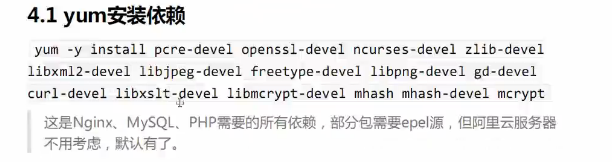 4.1 yum安装依赖
yum -y install pcre-devel openssl-devel ncurses-devel zlib-devel
libxml2-devel libjpeg-devel freetype-devel libpng-devel gd-devel
curl-devel libxslt-devel libmcrypt-devel mhash mhash-devel mcrypt
这是Nginx、MySQL、PHP需要的所有依赖，部分包需要epel源，但阿里云服务器
不用考虑，默认有了。